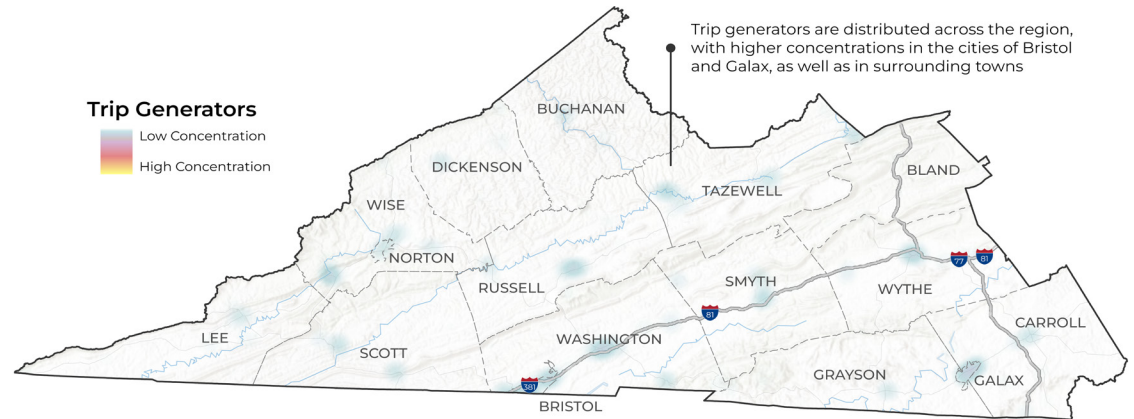 Trip generators are distributed across the region,
with higher concentrations in the cities of Bristol
and Galax, as well as in surrounding towns
Trip Generators
Low Concentration
High Concentration
BUCHANAN
DICKENSON
BLAND
TAZEWELL
WISE
NORTON
77
81
SMYTH
RUSSELL
WYTHE
81
CARROLL
LEE
WASHINGTON
SCOTT
GRAYSON
GALAX
381
BRISTOL